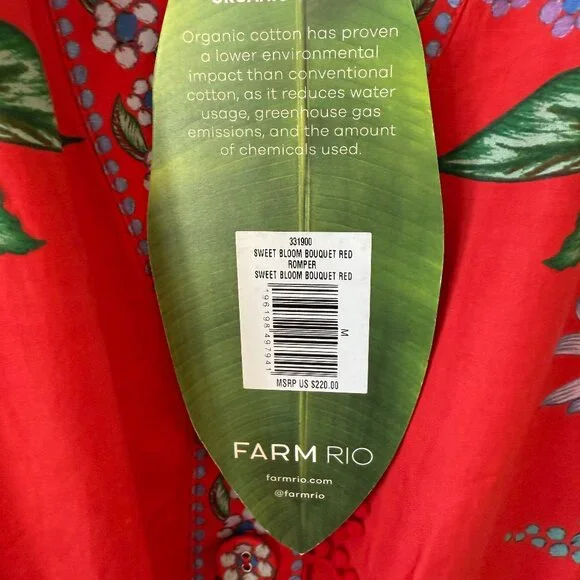 ORGANIC
Organic cotton has proven
a lower environmental
impact than conventional
cotton, as it reduces water
usage, greenhouse gas
emissions, and the amount
of chemicals used.
331900
SWEET BLOOM BOUQUET RED
ROMPER
SWEET BLOOM BOUQUET RED
196198497941
M
MSRP US $220.00
FARM RIO
farmrio.com
@farmrio